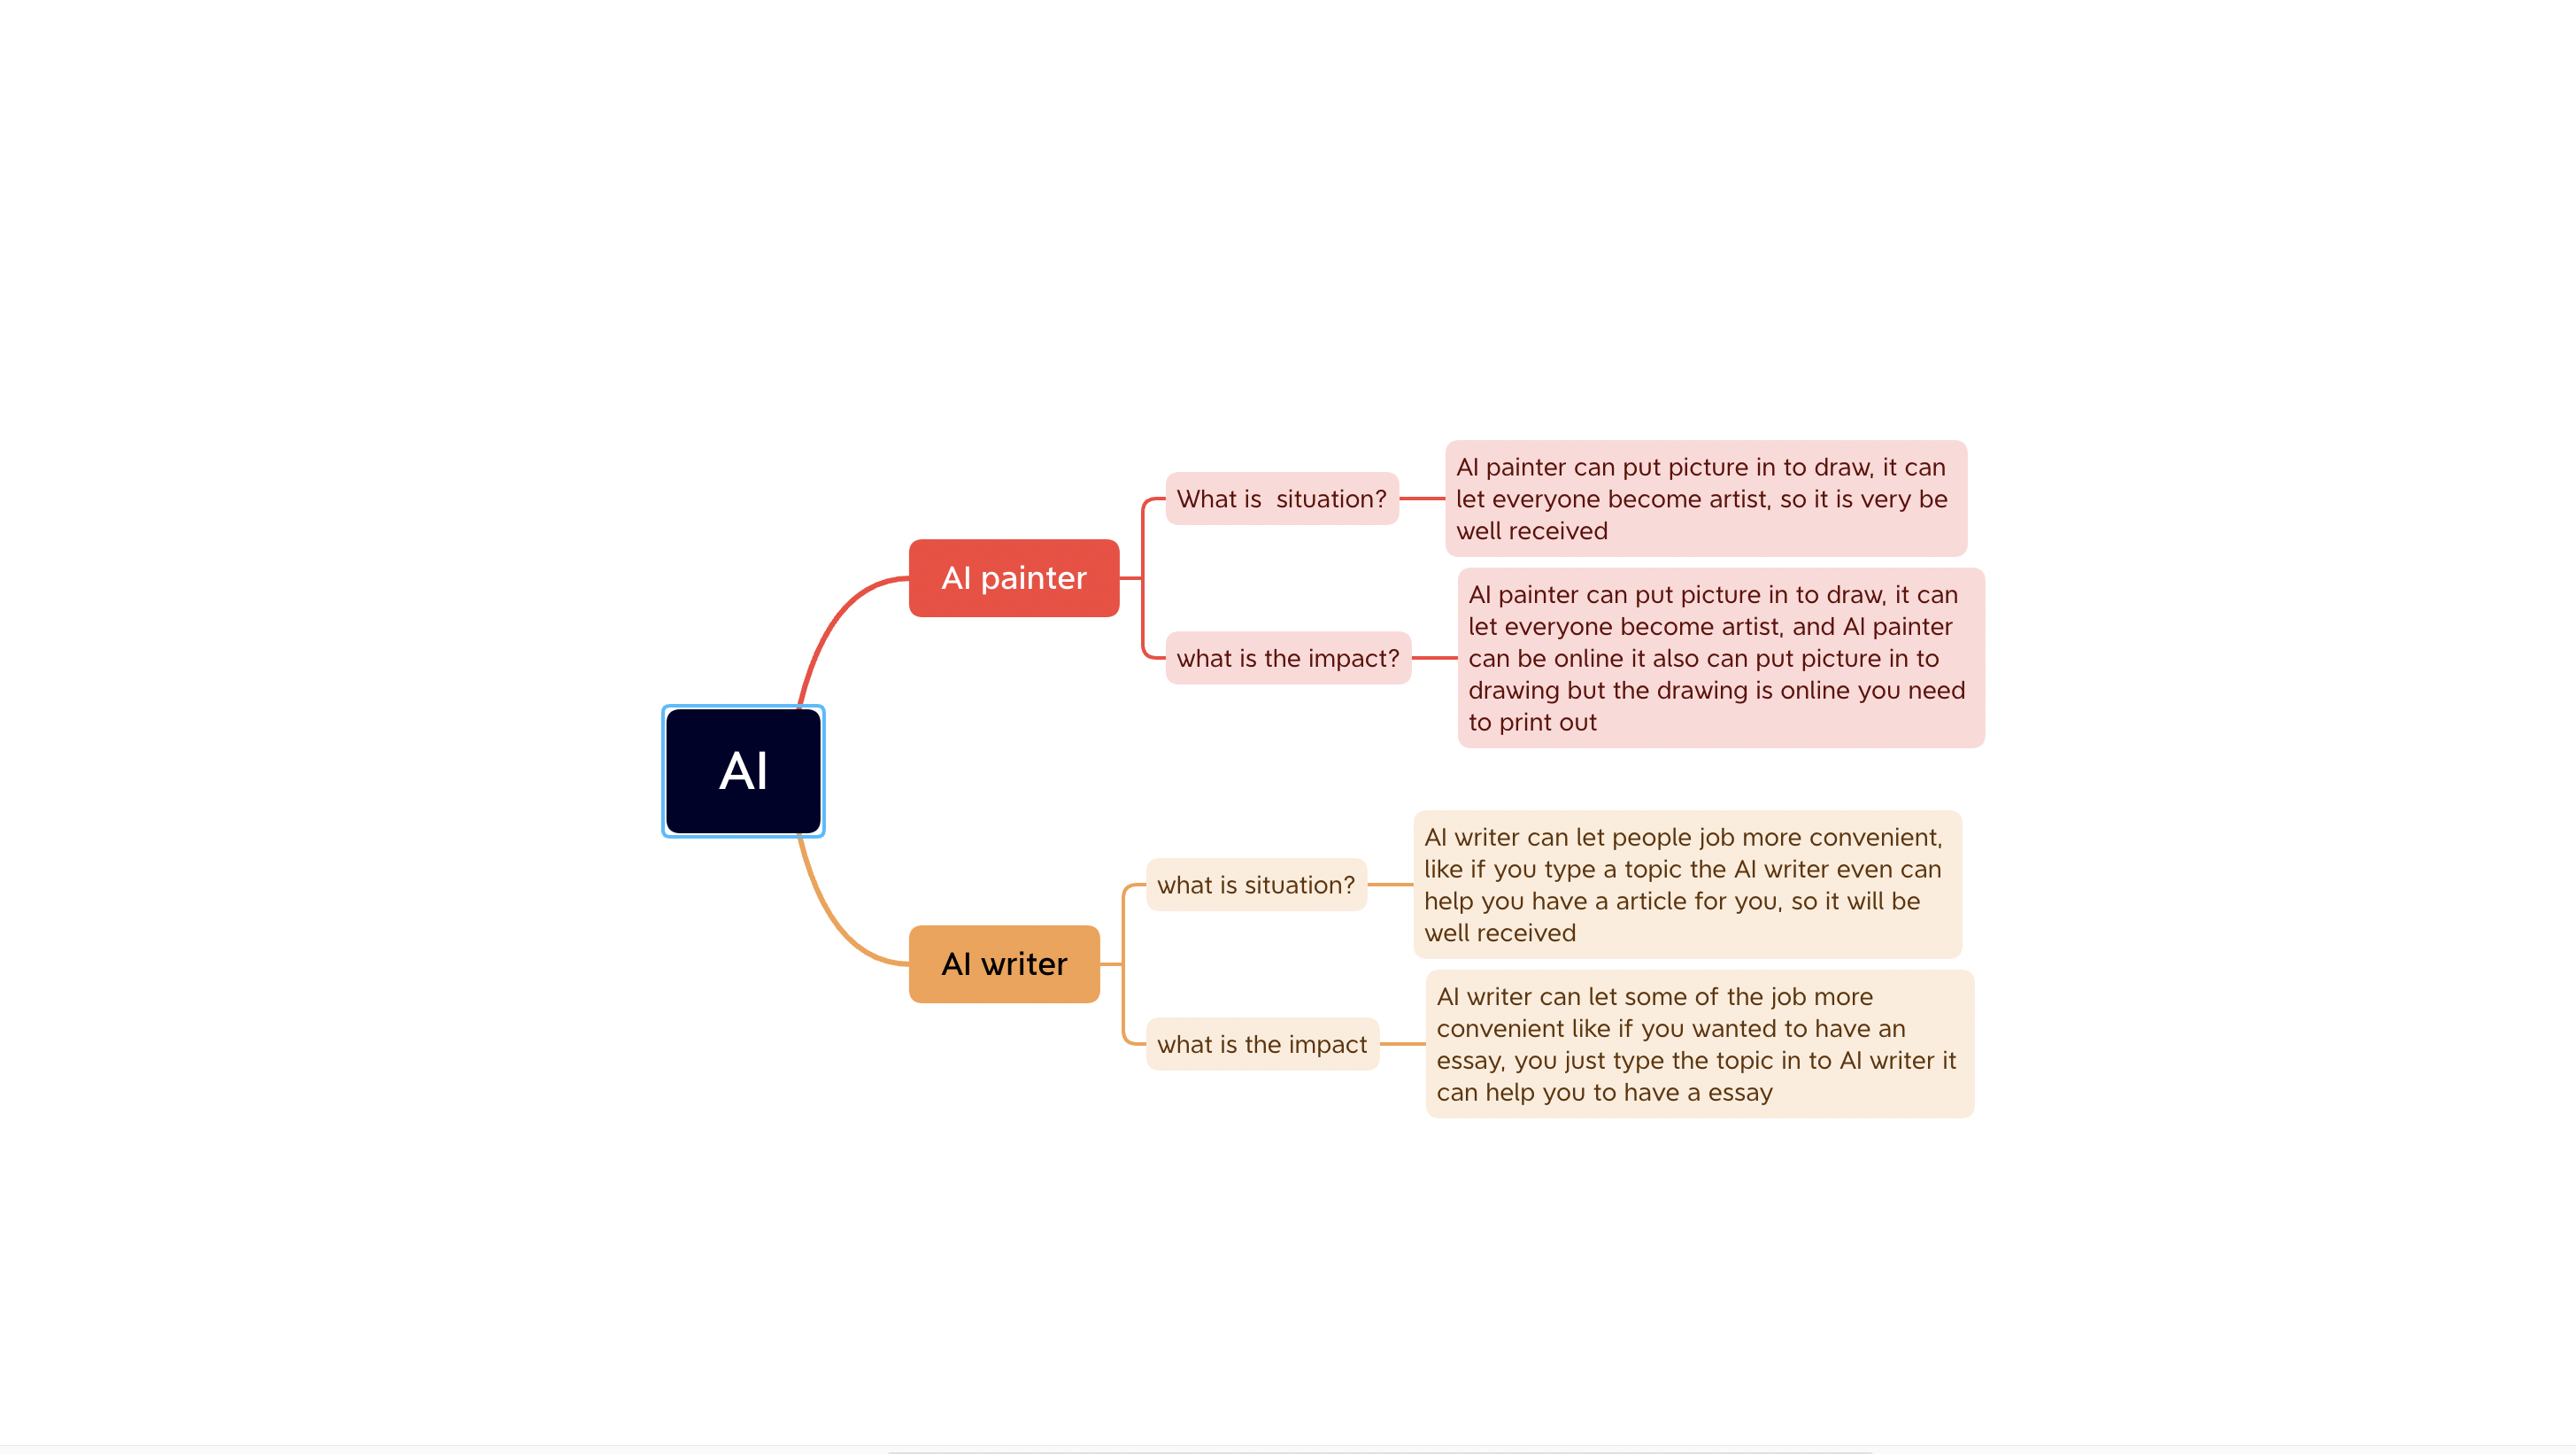 AI
AI painter
What is  situation?
AI painter can put picture in to draw, it can
let everyone become artist, so it is very be
well received
what is the impact?
AI painter can put picture in to draw, it can
let everyone become artist, and AI painter
can be online it also can put picture in to
drawing but the drawing is online you need
to print out
AI writer
what is situation?
AI writer can let people job more convenient,
like if you type a topic the AI writer even can
help you have a article for you, so it will be
well received
what is the impact
AI writer can let some of the job more
convenient like if you wanted to have an
essay, you just type the topic in to AI writer it
can help you to have a essay